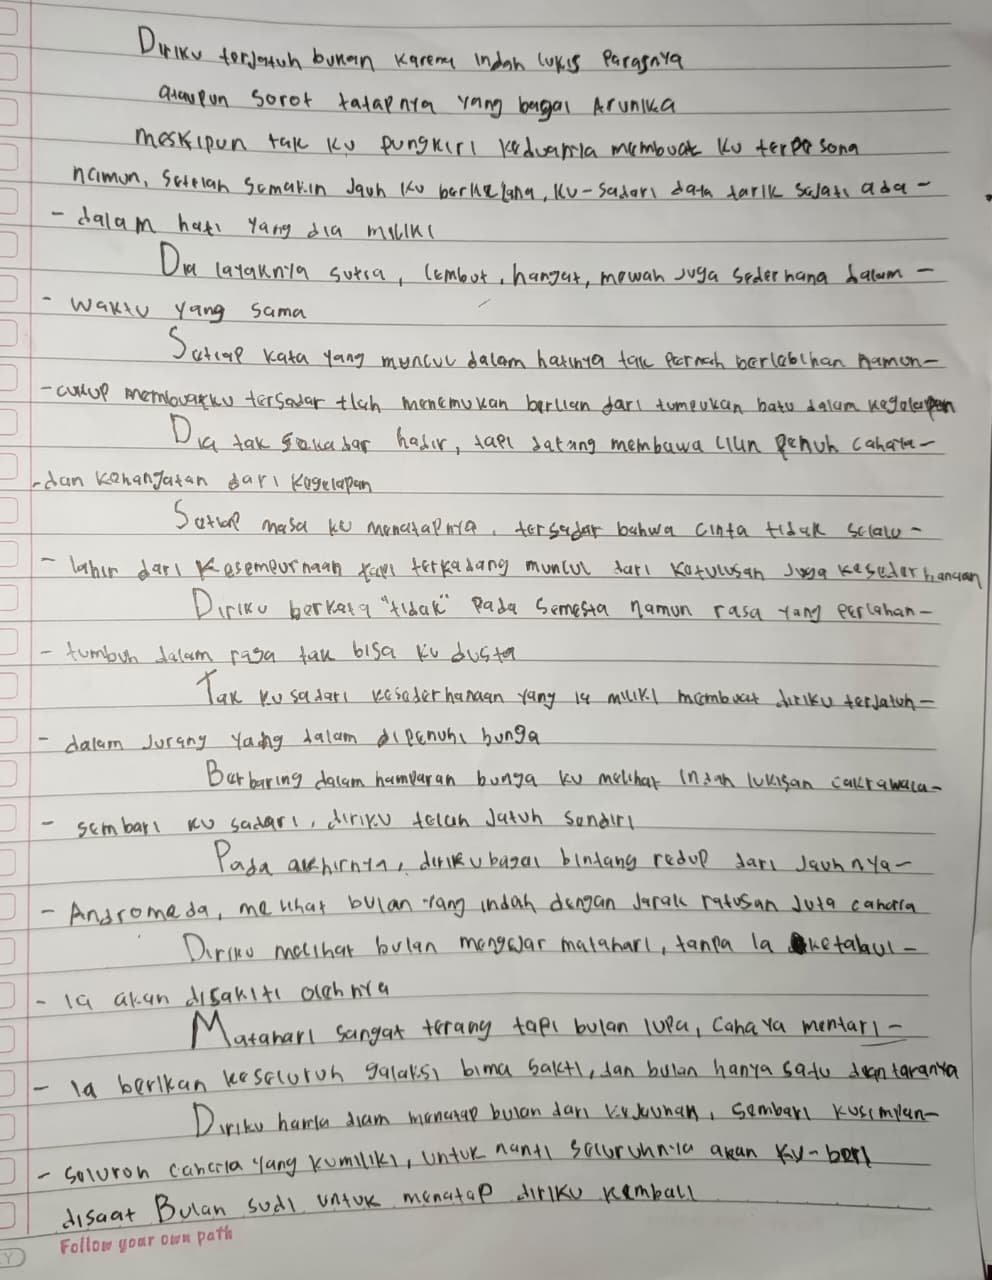 Diriku terjatuh bukan karena indah lukis Parasnya
ataupun sorot tatapnya yang bagai Arunika
meskipun tak ku pungkiri keduanya membuat ku terpesona
namun, setelah semakin jauh ku berkelana, ku-sadari daya tarik sejati ada -
- dalam hati yang dia miliki
Dia layaknya sutra, lembut, hangat, mewah juga sederhana dalam -
- waktu yang sama
Setiap kata yang muncul dalam hatinya tak pernah berlebihan namun -
- cukup membuatku tersadar tlah menemukan berlian dari tumpukan batu dalam kegelapan
Dia tak sekadar hadir, tapi datang membawa lilin penuh cahaya -
- dan kehangatan dari kegelapan
Setiap masa ku menatapnya, tersadar bahwa cinta tidak selalu -
- lahir dari kesempurnaan tapi terkadang muncul dari ketulusan juga kesederhanaan
Diriku berkata "tidak" pada semesta namun rasa yang perlahan -
- tumbuh dalam raga tak bisa ku dusta
Tak ku sadari kesederhanaan yang ia miliki membuat diriku terjatuh -
- dalam jurang yang dalam dipenuhi bunga
Berbaring dalam hamparan bunga ku melihat indah lukisan cakrawala -
- sembari ku sadari, diriku telah jatuh sendiri
Pada akhirnya, diriku bagai bintang redup dari jauhnya -
- Andromeda, melihat bulan yang indah dengan jarak ratusan juta cahaya
Diriku melihat bulan mengejar matahari, tanpa ia ketahui -
- ia akan disakiti olehnya
Matahari sangat terang tapi bulan lupa, cahaya mentari -
- ia berikan keseluruh galaksi bima sakti, dan bulan hanya satu diantaranya
Diriku hanya diam menatap bulan dari kejauhan, sembari kusimpan -
- seluruh cahaya yang kumiliki, untuk nanti seluruhnya akan ku-beri
disaat Bulan sudi untuk menatap diriku kembali
Follow your own path